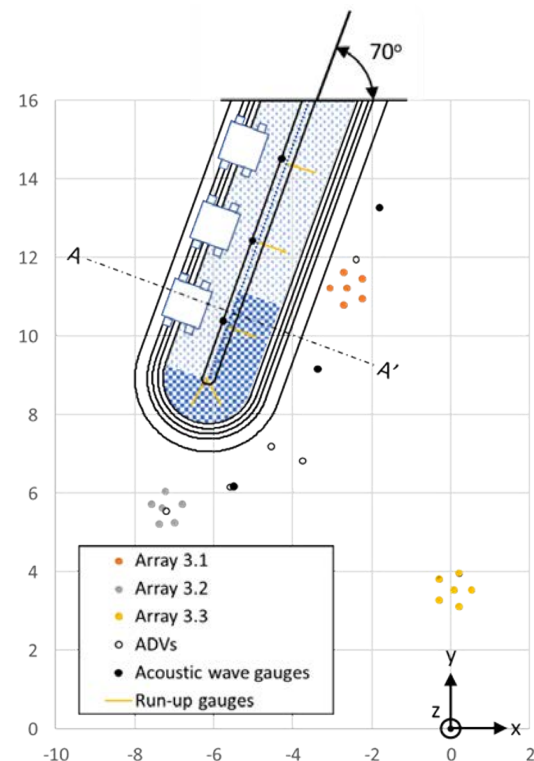 70°
16
14
12
10
8
6
4
2
0
A
A'
Array 3.1
Array 3.2
Array 3.3
ADVs
Acoustic wave gauges
Run-up gauges
y
z
x
-10 -8 -6 -4 -2 0 2